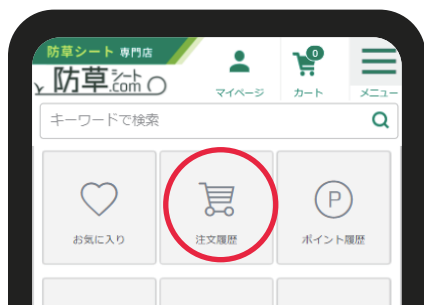 防草シート 専門店
防草シート.com
マイページ
0
カート
メニュー
キーワードで検索
お気に入り
注文履歴
P
ポイント履歴